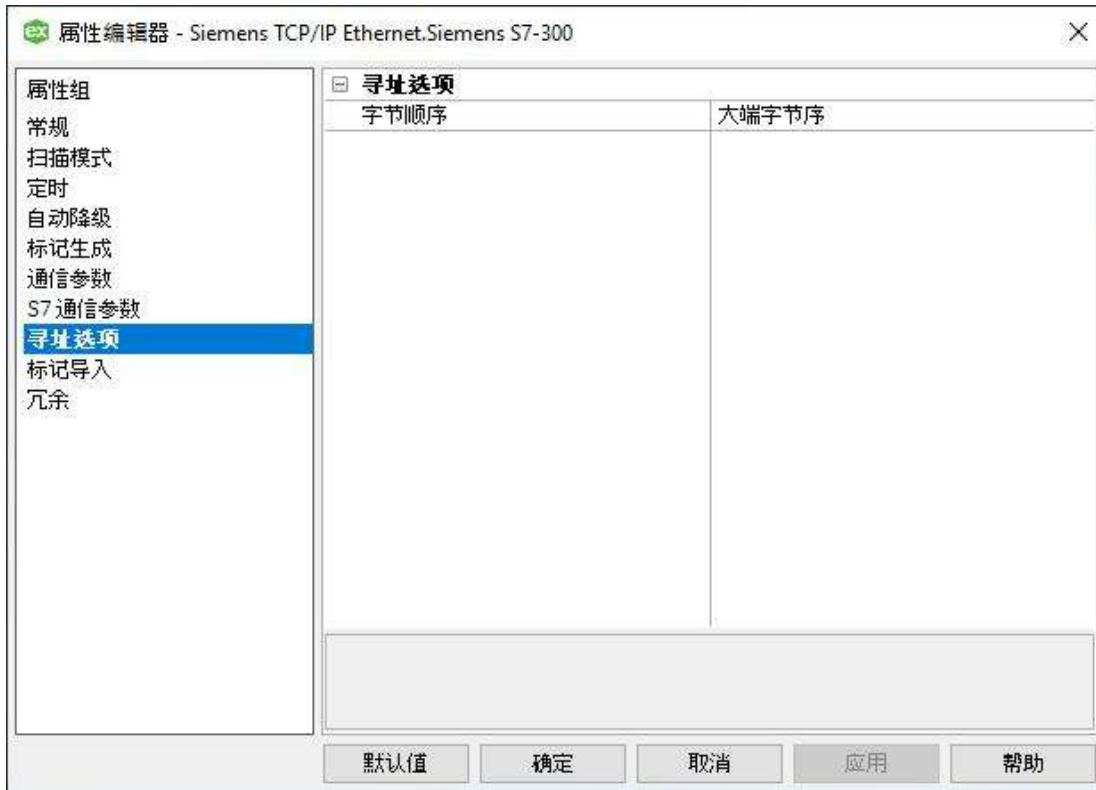 属性编辑器 - Siemens TCP/IP Ethernet.Siemens S7-300
属性组
常规
扫描模式
定时
自动降级
标记生成
通信参数
S7 通信参数
寻址选项
标记导入
冗余
寻址选项
字节顺序 大端字节序
默认值 确定 取消 应用 帮助